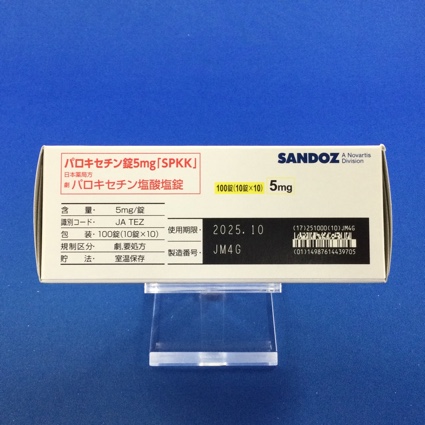 パロキセチン錠5mg「SPKK」
日本薬局方
劇 パロキセチン塩酸塩錠
SANDOZ A Novartis Division
100錠(10錠×10) 5mg
含 量・ 5mg/錠
識別コード・ JA TEZ
包 装・ 100錠(10錠×10)
規制区分・ 劇,要処方
貯 法・ 室温保存
使用期限・ 2025.10
製造番号・ JM4G
(17)251000(10)JM4G
(01)14987614439705